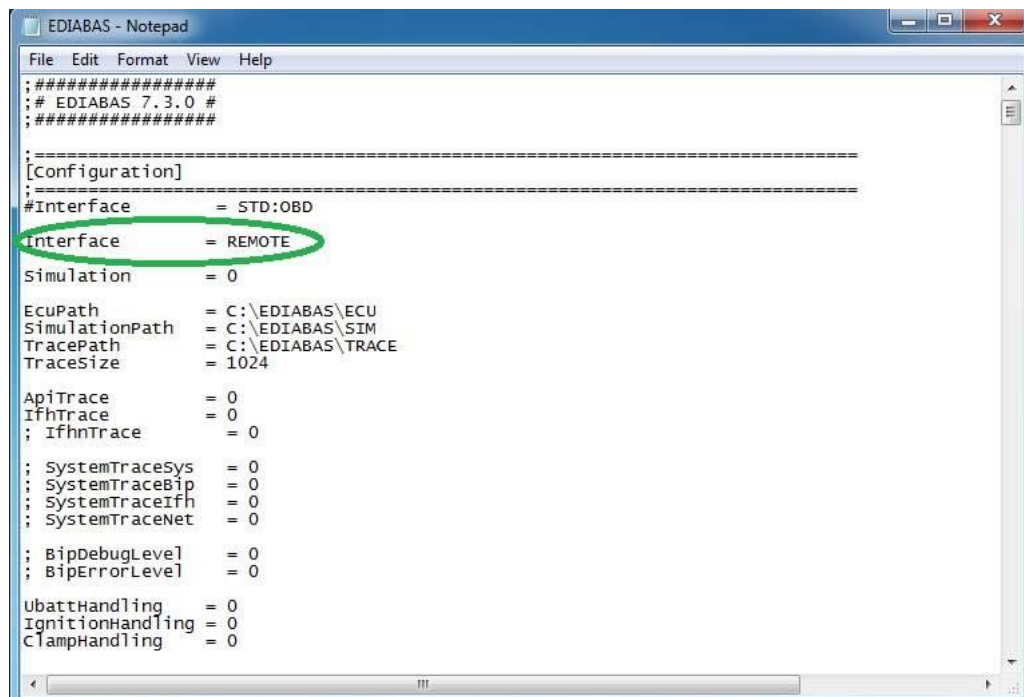 EDIABAS - Notepad
File Edit Format View Help
;#################
;# EDIABAS 7.3.0 #
;#################
;==============================================================================
[Configuration]
;==============================================================================
#Interface = STD:OBD
Interface = REMOTE
Simulation = 0
EcuPath = C:\EDIABAS\ECU
SimulationPath = C:\EDIABAS\SIM
TracePath = C:\EDIABAS\TRACE
TraceSize = 1024
ApiTrace = 0
IfhTrace = 0
; IfhnTrace = 0
; SystemTraceSys = 0
; SystemTraceBip = 0
; SystemTraceIfh = 0
; SystemTraceNet = 0
; BipDebugLevel = 0
; BipErrorLevel = 0
UbattHandling = 0
IgnitionHandling = 0
ClampHandling = 0